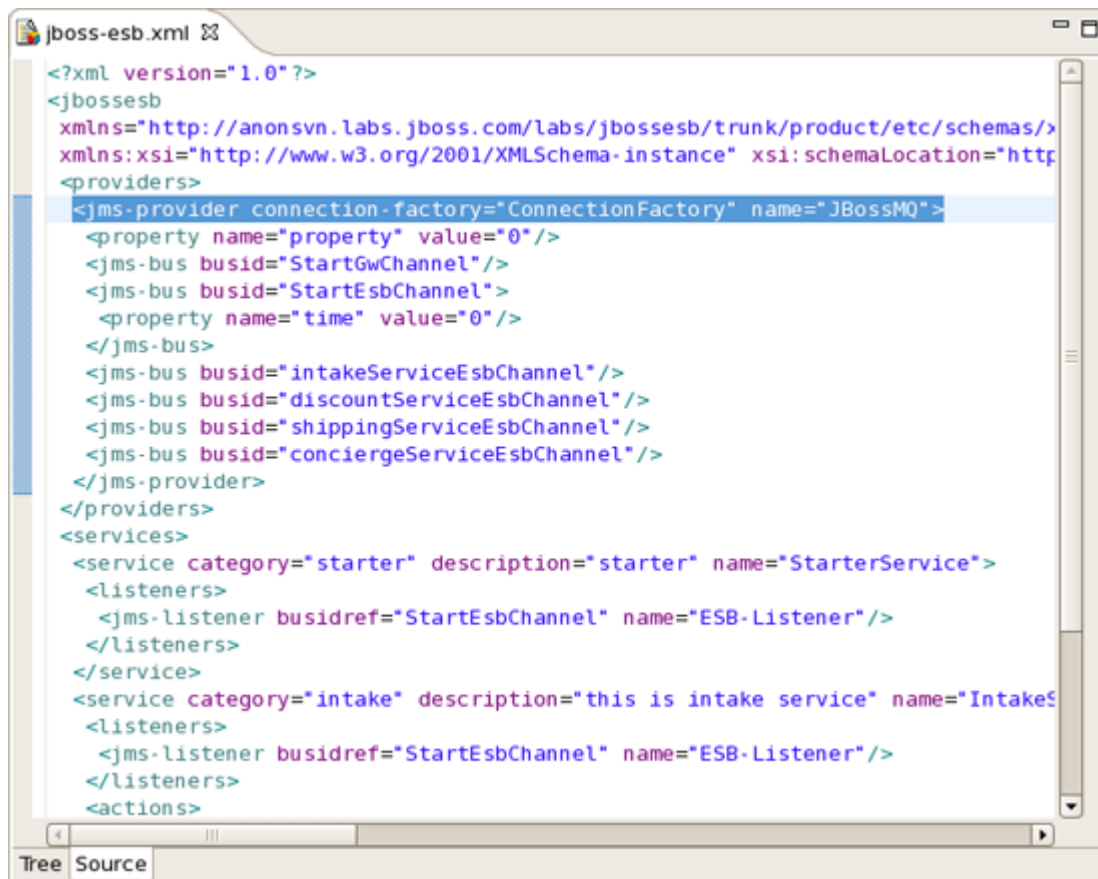 jboss-esb.xml
<?xml version="1.0"?>
<jbossesb
xmlns="http://anonsvn.labs.jboss.com/labs/jbossesb/trunk/product/etc/schemas/
xmlns:xsi="http://www.w3.org/2001/XMLSchema-instance" xsi:schemaLocation="http
<providers>
<jms-provider connection-factory="ConnectionFactory" name="JBossMQ">
<property name="property" value="0"/>
<jms-bus busid="StartGwChannel"/>
<jms-bus busid="StartEsbChannel">
<property name="time" value="0"/>
</jms-bus>
<jms-bus busid="intakeServiceEsbChannel"/>
<jms-bus busid="discountServiceEsbChannel"/>
<jms-bus busid="shippingServiceEsbChannel"/>
<jms-bus busid="conciergeServiceEsbChannel"/>
</jms-provider>
</providers>
<services>
<service category="starter" description="starter" name="StarterService">
<listeners>
<jms-listener busidref="StartEsbChannel" name="ESB-Listener"/>
</listeners>
</service>
<service category="intake" description="this is intake service" name="IntakeS
<listeners>
<jms-listener busidref="StartEsbChannel" name="ESB-Listener"/>
</listeners>
<actions>
Tree Source